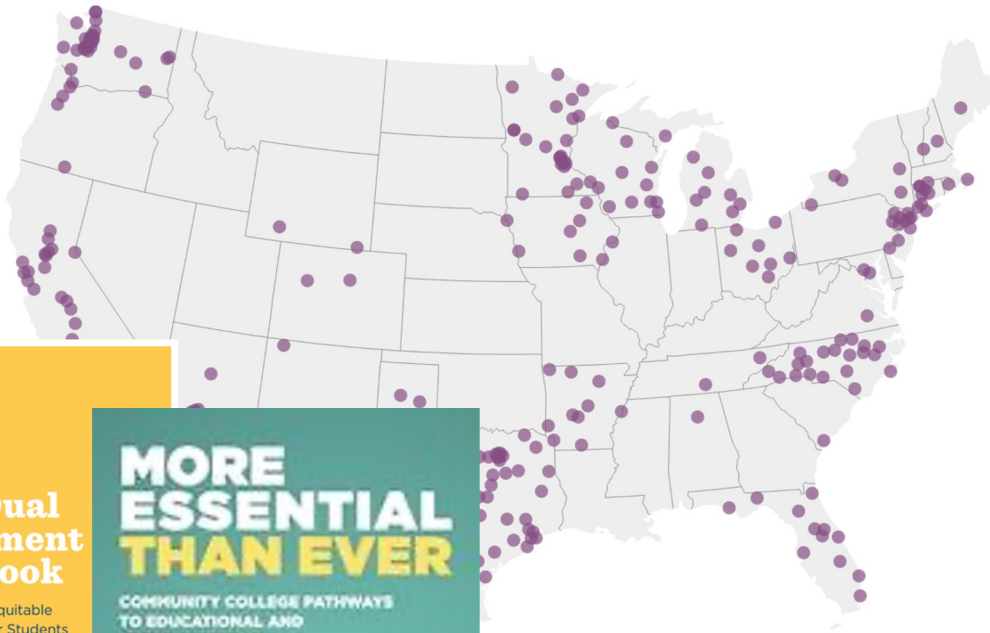 ual
ment
ook
quitable
r Students
MORE
ESSENTIAL
THAN EVER
COMMUNITY COLLEGE PATHWAYS
TO EDUCATIONAL AND